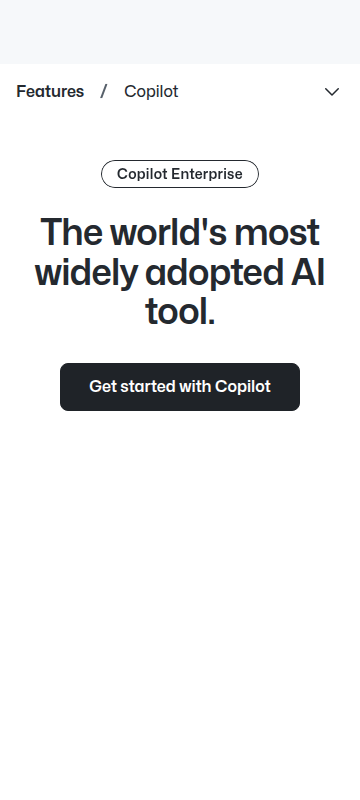 Features / Copilot
Copilot Enterprise
The world's most
widely adopted AI
tool.
Get started with Copilot